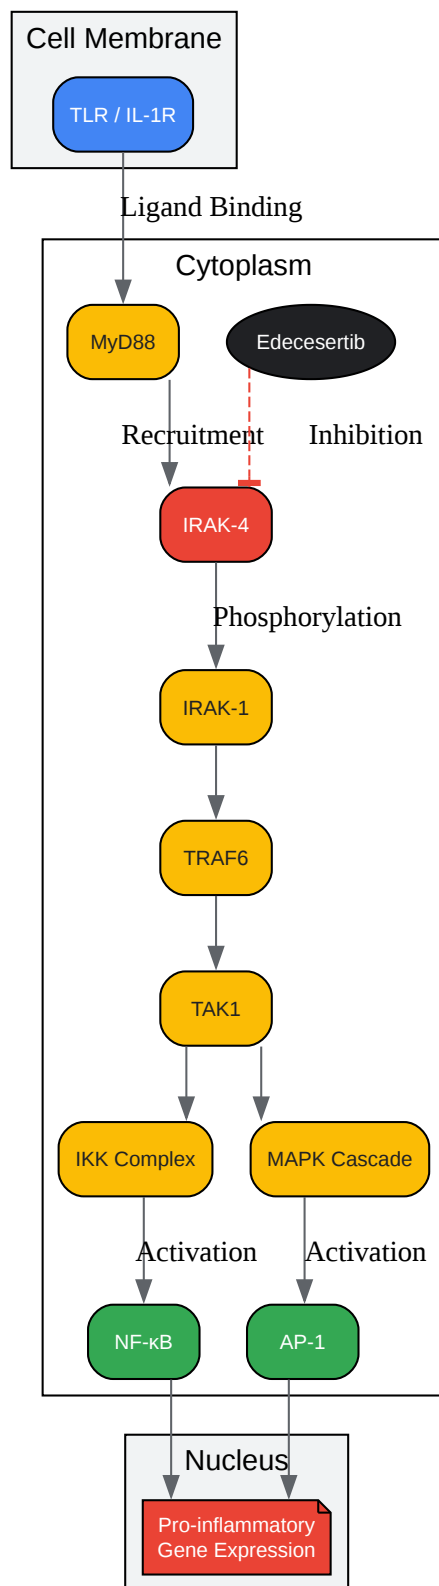 Cell Membrane
TLR / IL-1R
Ligand Binding
Cytoplasm
MyD88
Edecesertib
Recruitment
Inhibition
IRAK-4
Phosphorylation
IRAK-1
TRAF6
TAK1
IKK Complex
MAPK Cascade
Activation
Activation
NF-κB
AP-1
Nucleus
Pro-inflammatory
Gene Expression